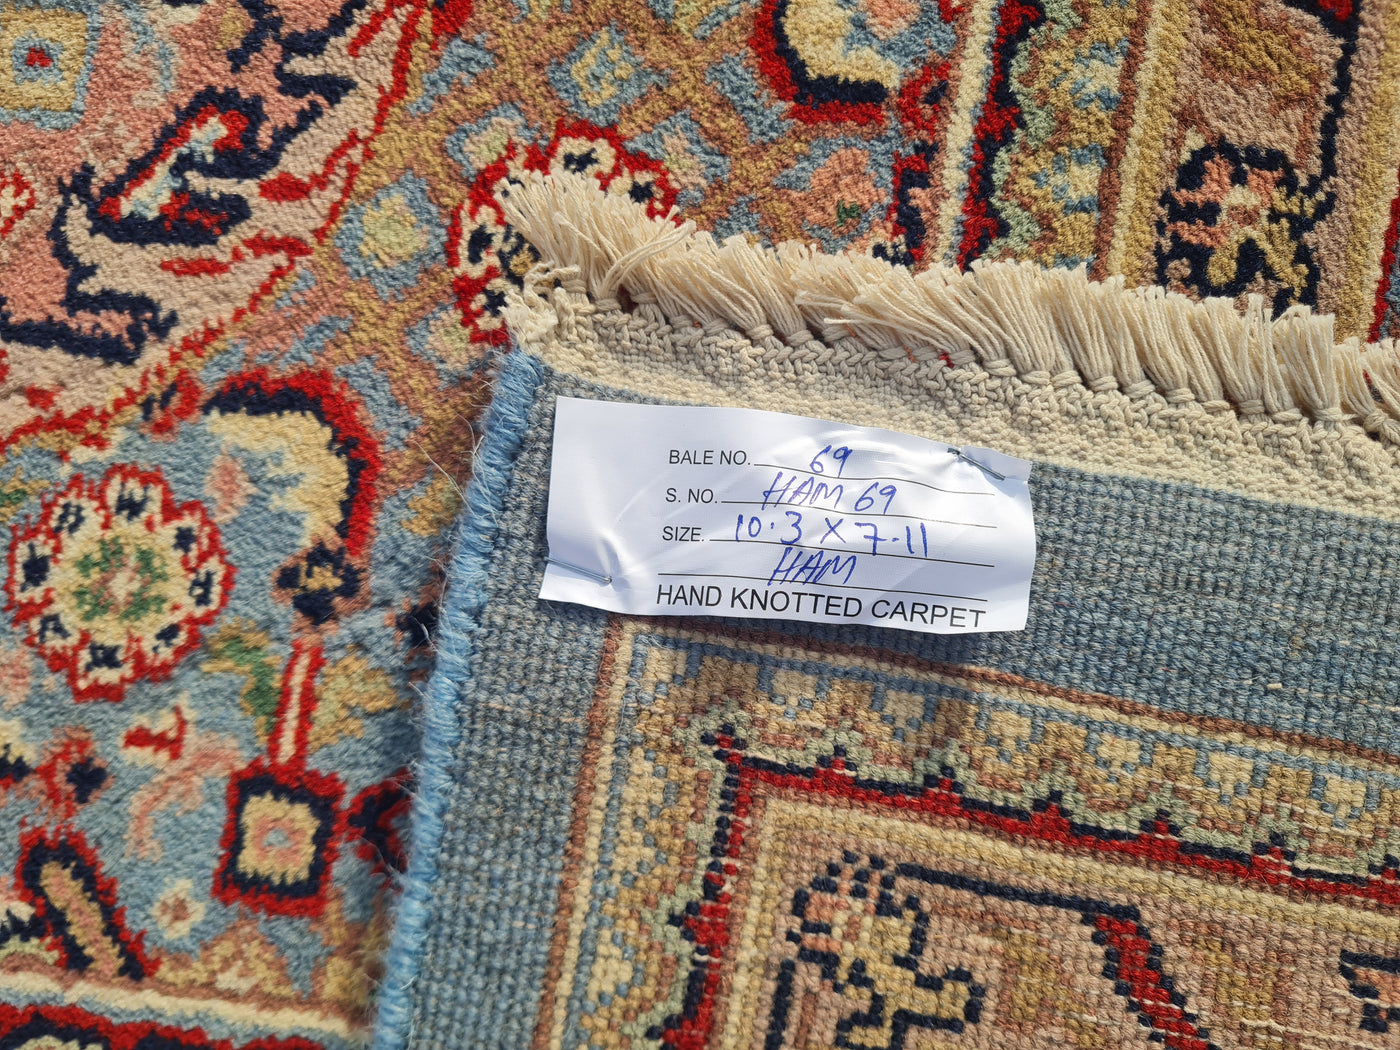 BALE NO. 69
S. NO. HAM 69
SIZE. 10.3 X 7.11
HAM
HAND KNOTTED CARPET